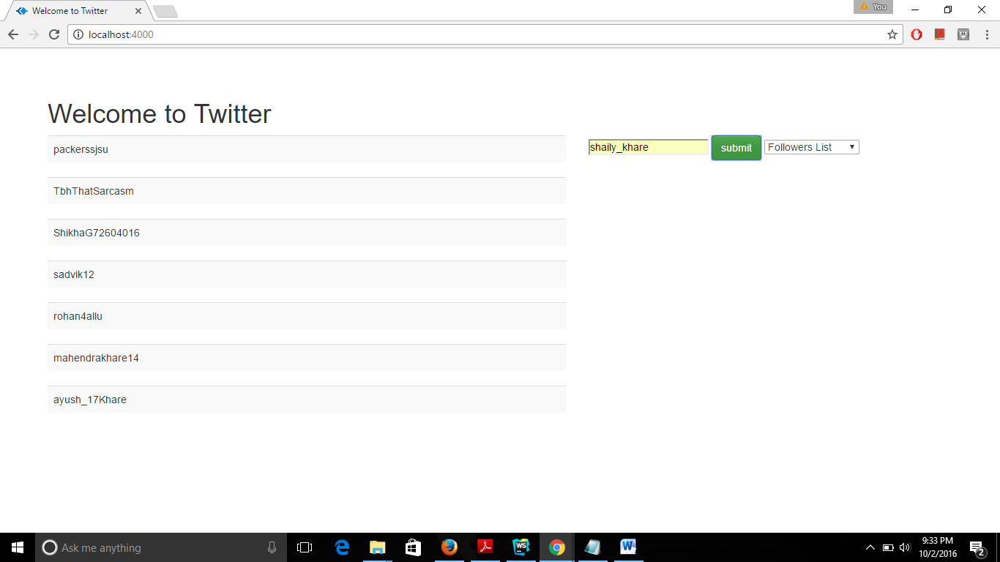 Welcome to Twitter
You
localhost:4000
Welcome to Twitter
packerssjsu
shaily_khare submit Followers List
TbhThatSarcasm
ShikhaG72604016
sadvik12
rohan4allu
mahendrakhare14
ayush_17Khare
Ask me anything
WS
W
9:33 PM
10/2/2016
2